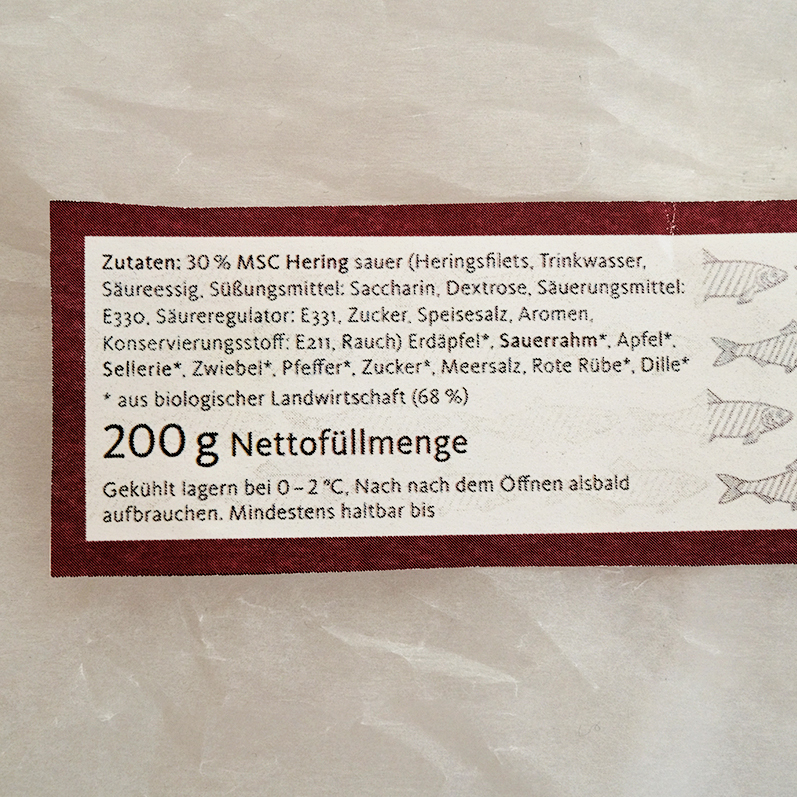 Zutaten: 30 % MSC Hering sauer (Heringsfilets, Trinkwasser,
Säureessig, Süßungsmittel: Saccharin, Dextrose, Säuerungsmittel:
E330, Säureregulator: E331, Zucker, Speisesalz, Aromen,
Konservierungsstoff: E211, Rauch) Erdäpfel*, Sauerrahm*, Apfel*,
Sellerie*, Zwiebel*, Pfeffer*, Zucker*, Meersalz, Rote Rübe*, Dille*
* aus biologischer Landwirtschaft (68 %)
200 g Nettofüllmenge
Gekühlt lagern bei 0 – 2 °C, Nach nach dem Öffnen alsbald
aufbrauchen. Mindestens haltbar bis